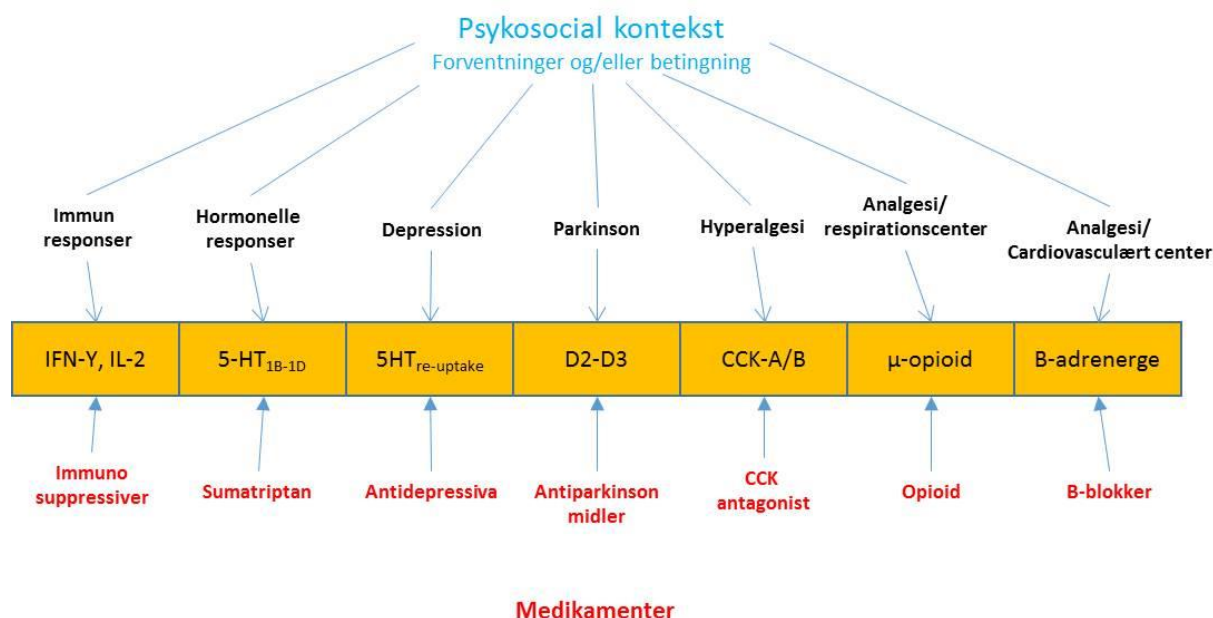 Psykosocial kontekst
Forventninger og/eller betingning
Immun
responser
Hormonelle
responser
Depression
Parkinson
Hyperalgesi
Analgesi/
respirationscenter
Analgesi/
Cardiovasculært center
IFN-Y, IL-2
5-HT1B-1D
5HTre-uptake
D2-D3
CCK-A/B
µ-opioid
B-adrenerge
Immuno
suppressiver
Sumatriptan
Antidepressiva
Antiparkinson
midler
CCK
antagonist
Opioid
B-blokker
Medikamenter